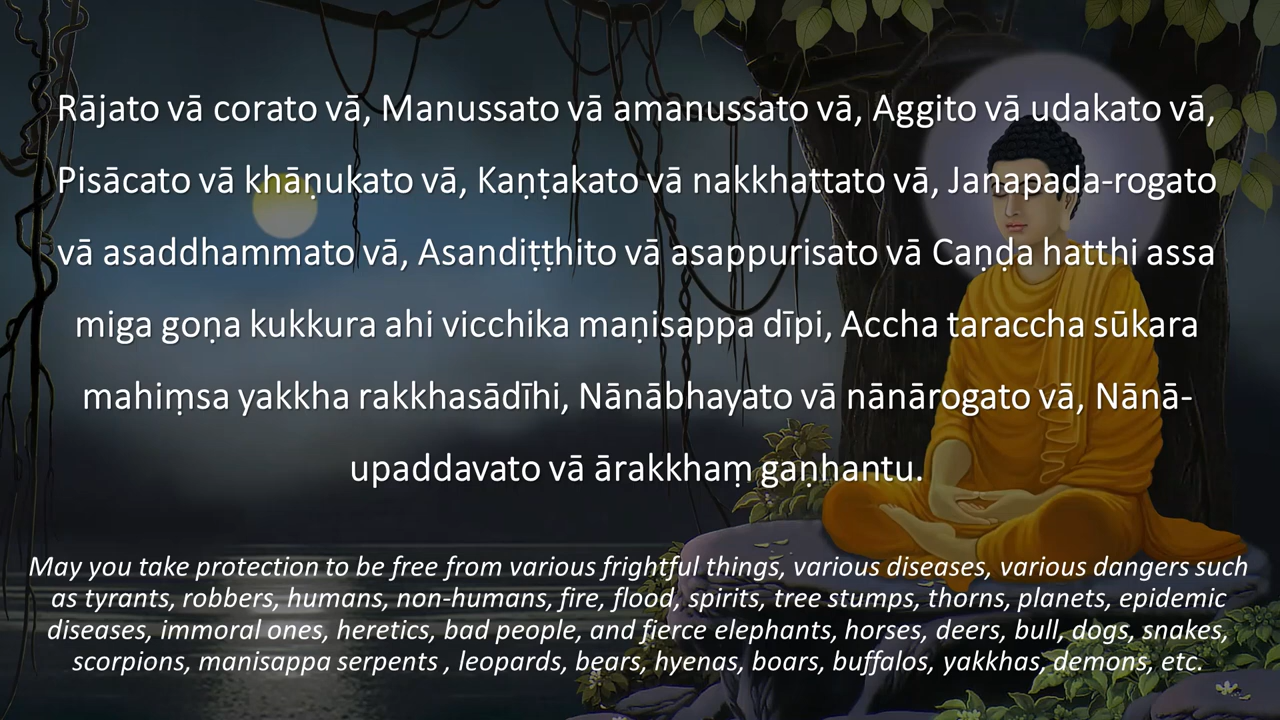 Rājato vā corato vā, Manussato vā amanussato vā, Aggito vā udakato vā,
Pisācato vā khāṇukato vā, Kaṇṭakato vā nakkhattato vā, Janapada-rogato
vā asaddhammato vā, Asandiṭṭhito vā asappurisato vā Caṇḍa hatthi assa
miga goṇa kukkura ahi vicchika maṇisappa dīpi, Accha taraccha sūkara
mahiṃsa yakkha rakkhasādīhi, Nānābhayato vā nānārogato vā, Nānā-
upaddavato vā ārakkhaṃ gaṇhantu.
May you take protection to be free from various frightful things, various diseases, various dangers such
as tyrants, robbers, humans, non-humans, fire, flood, spirits, tree stumps, thorns, planets, epidemic
diseases, immoral ones, heretics, bad people, and fierce elephants, horses, deers, bull, dogs, snakes,
scorpions, manisappa serpents , leopards, bears, hyenas, boars, buffalos, yakkhas, demons, etc.